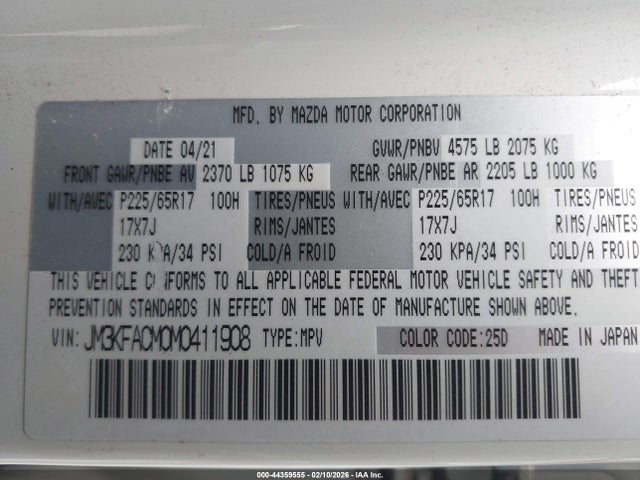 MFD. BY MAZDA MOTOR CORPORATION
DATE 04/21 GVWR/PNBV 4575 LB 2075 KG
FRONT GAWR/PNBE AV 2370 LB 1075 KG REAR GAWR/PNBE AR 2205 LB 1000 KG
WITH/AVEC P225/65R17 100H TIRES/PNEUS WITH/AVEC P225/65R17 100H TIRES/PNEUS
17X7J RIMS/JANTES 17X7J RIMS/JANTES
230 KPA/34 PSI COLD/A FROID 230 KPA/34 PSI COLD/A FROID
THIS VEHICLE CONFORMS TO ALL APPLICABLE FEDERAL MOTOR VEHICLE SAFETY AND THEFT
PREVENTION STANDARDS IN EFFECT ON THE DATE OF MANUFACTURE SHOWN ABOVE.
VIN: JM3KFACM0M0411908 TYPE:MPV COLOR CODE:25D MADE IN JAPAN
000-44359555 - 02/10/2026 - IAA Inc.